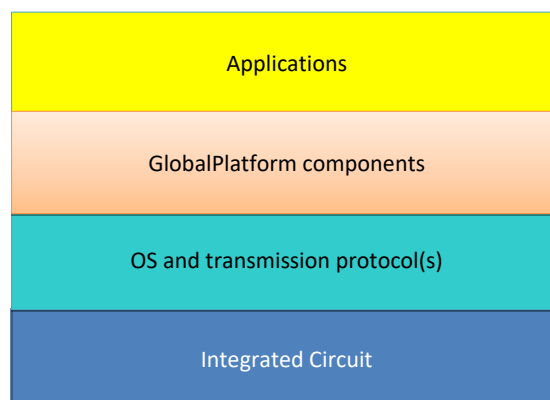 Applications
GlobalPlatform components
OS and transmission protocol(s)
Integrated Circuit